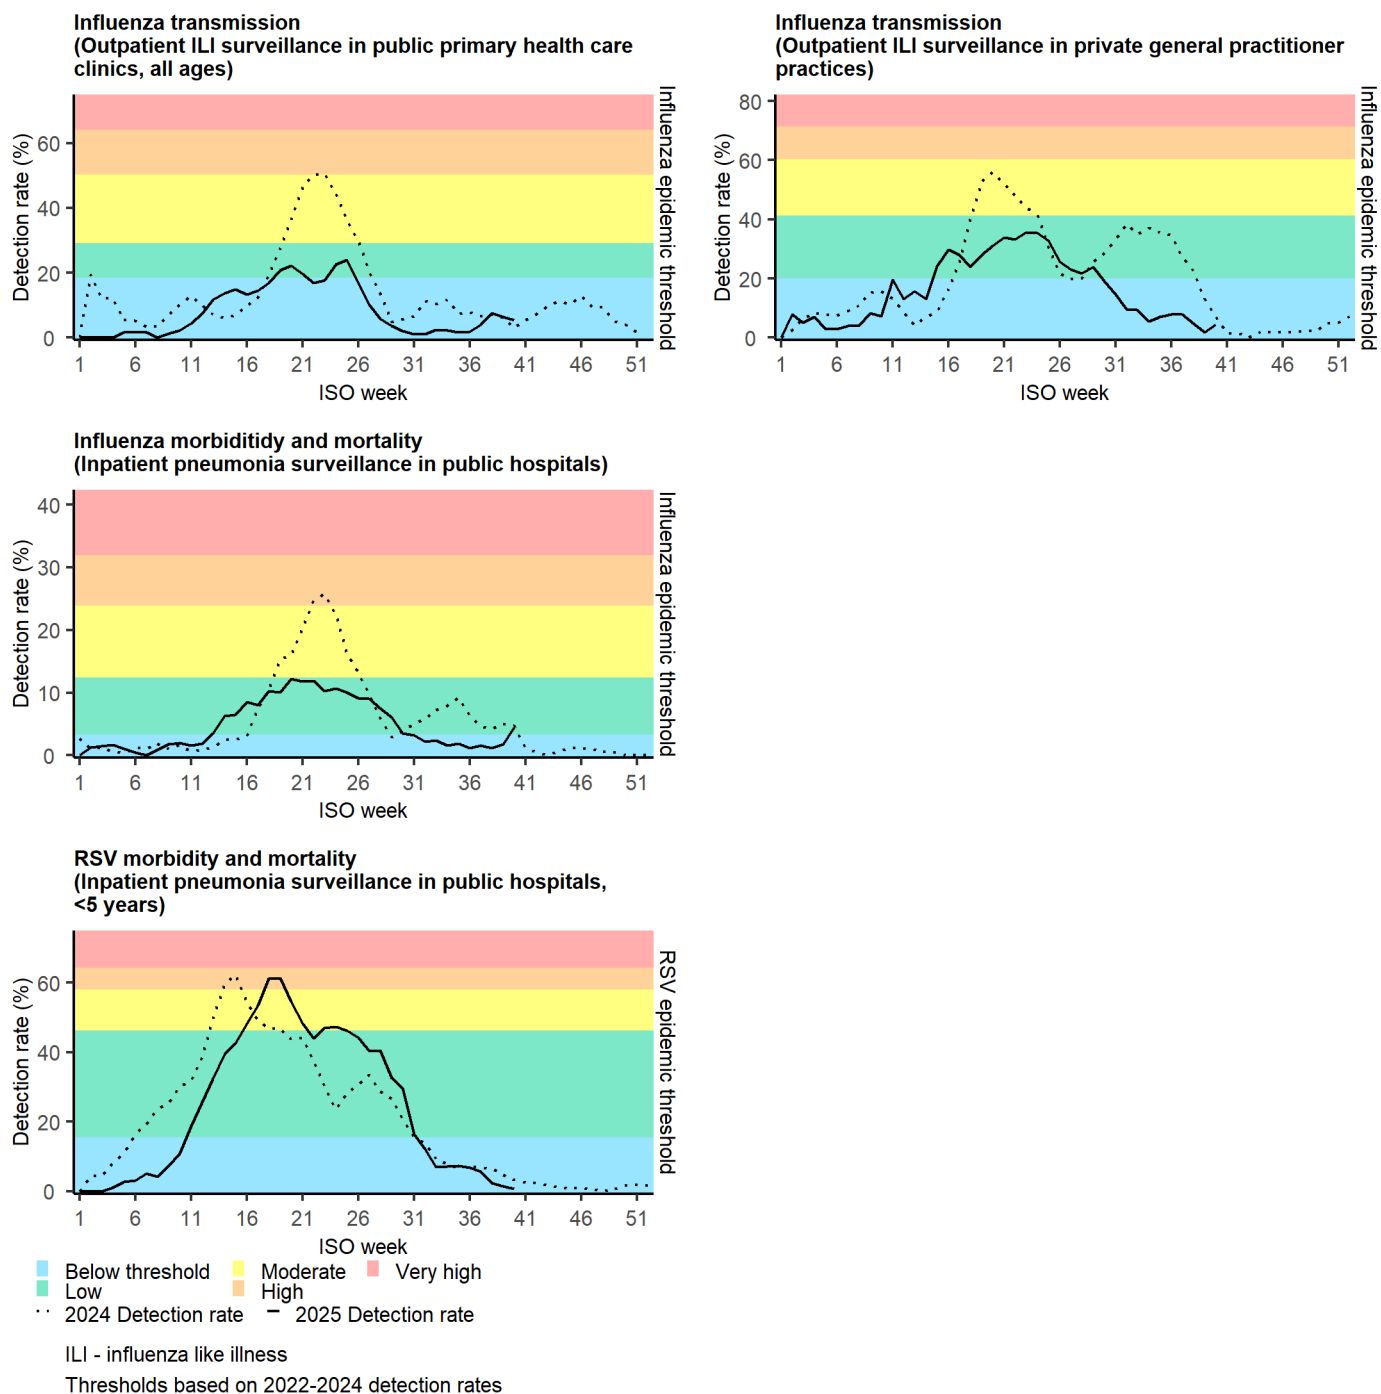 Influenza transmission
(Outpatient ILI surveillance in public primary health care
clinics, all ages)
Detection rate (%)
60
40
20
0
1 6 11 16 21 26 31 36 41 46 51
ISO week
Influenza epidemic threshold
Influenza transmission
(Outpatient ILI surveillance in private general practitioner
practices)
Detection rate (%)
80
60
40
20
0
1 6 11 16 21 26 31 36 41 46 51
ISO week
Influenza epidemic threshold
Influenza morbiditidy and mortality
(Inpatient pneumonia surveillance in public hospitals)
Detection rate (%)
40
30
20
10
0
1 6 11 16 21 26 31 36 41 46 51
ISO week
Influenza epidemic threshold
RSV morbidity and mortality
(Inpatient pneumonia surveillance in public hospitals,
<5 years)
Detection rate (%)
60
40
20
0
1 6 11 16 21 26 31 36 41 46 51
ISO week
RSV epidemic threshold
Below threshold Moderate Very high
Low High
2024 Detection rate 2025 Detection rate
ILI - influenza like illness
Thresholds based on 2022-2024 detection rates